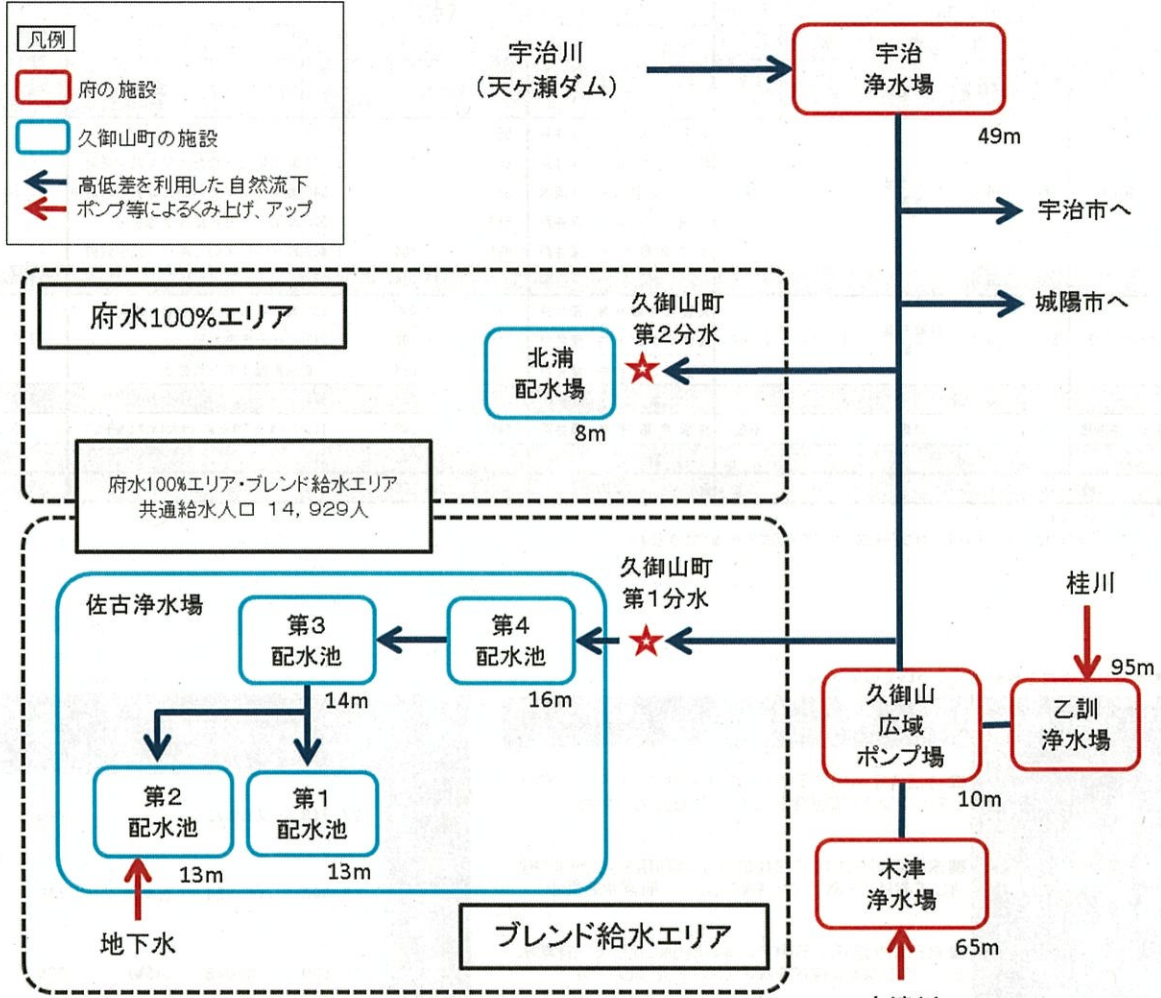 凡例
府の施設
久御山町の施設
高低差を利用した自然流下
ポンプ等によるくみ上げ、アップ
宇治川
(天ヶ瀬ダム)
宇治
浄水場
49m
宇治市へ
城陽市へ
府水100%エリア
久御山町
第2分水
北浦
配水場
8m
府水100%エリア・ブレンド給水エリア
共通給水人口 14,929人
久御山町
第1分水
佐古浄水場
第3
配水池
14m
第4
配水池
16m
第2
配水池
13m
第1
配水池
13m
地下水
ブレンド給水エリア
桂川
95m
乙訓
浄水場
久御山
広域
ポンプ場
10m
木津
浄水場
65m